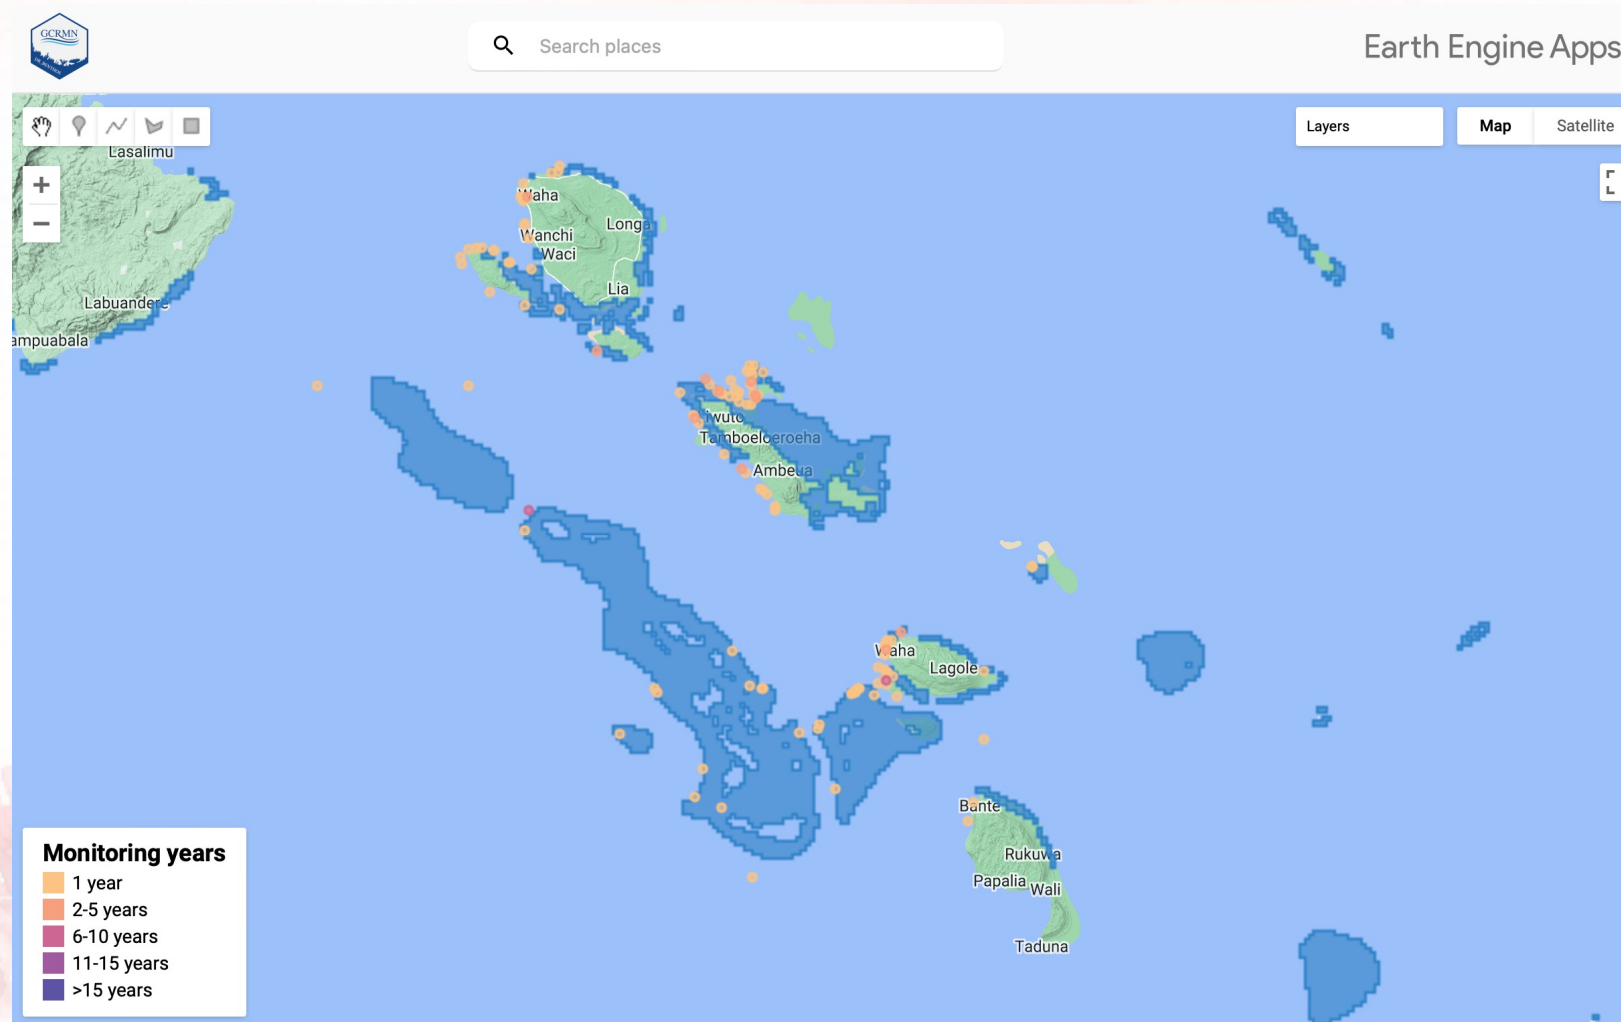 GCRMN
Search places
Earth Engine Apps
Layers
Map
Satellite
Lasalimu
Waha
Longa
Wanchi
Waci
Labuandere
Lia
ampuabala
iwuto
Tamboeloeroeha
Ambeua
Waha
Lagole
Bante
Rukuwa
Papalia
Wali
Taduna
Monitoring years
1 year
2-5 years
6-10 years
11-15 years
>15 years